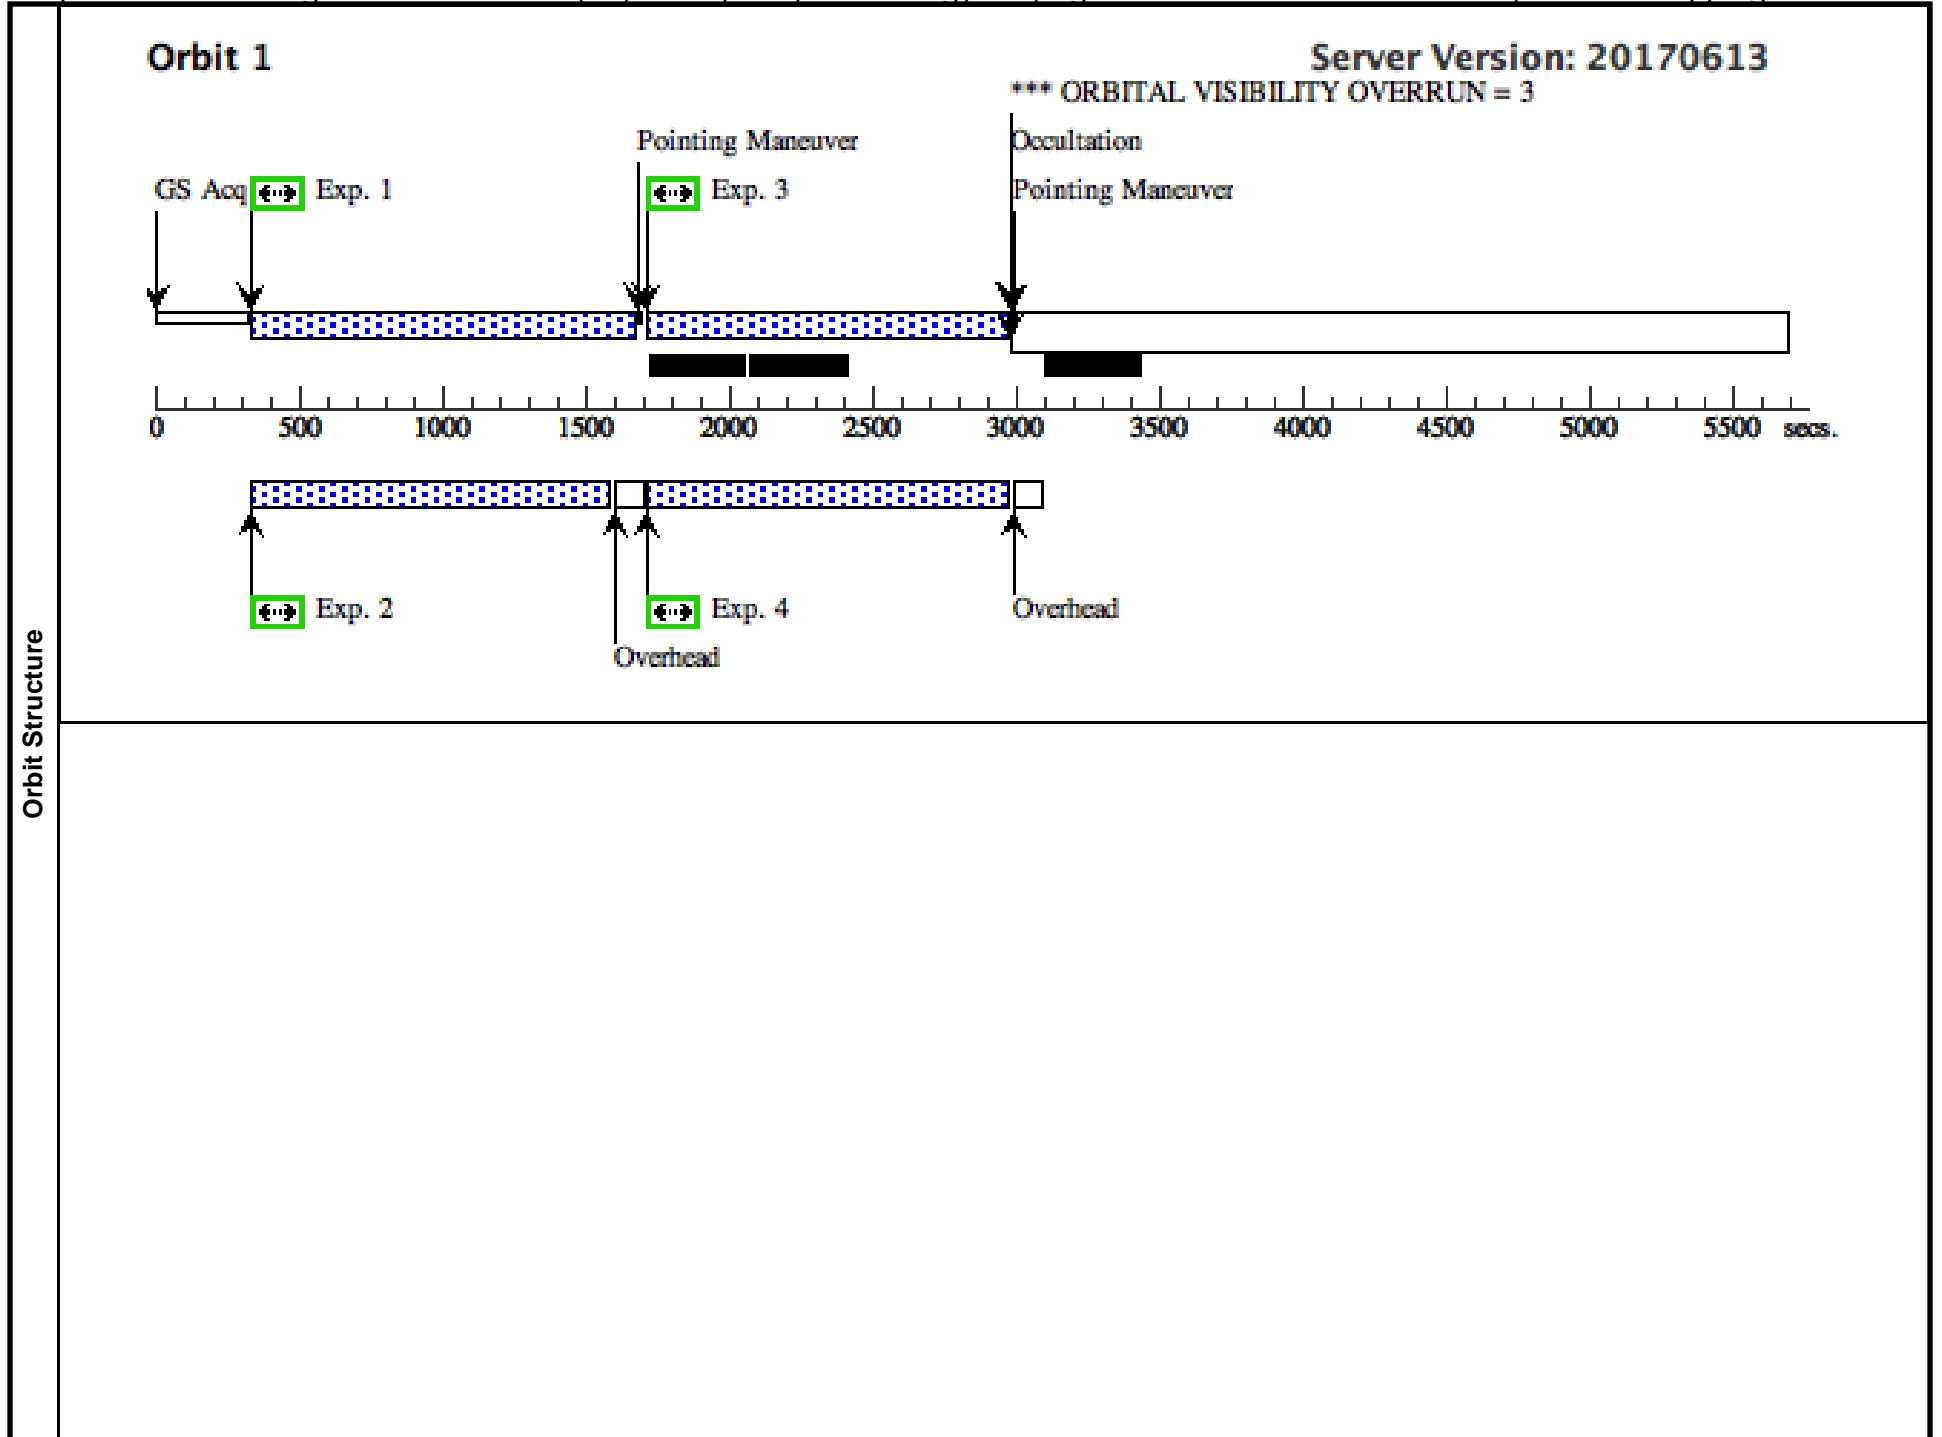 Orbit 1
Server Version: 20170613
*** ORBITAL VISIBILITY OVERRUN = 3
Pointing Maneuver
Occultation
GS Acq
Exp. 1
Exp. 3
Pointing Maneuver
0 500 1000 1500 2000 2500 3000 3500 4000 4500 5000 5500 secs.
Exp. 2
Exp. 4
Overhead
Overhead
Orbit Structure